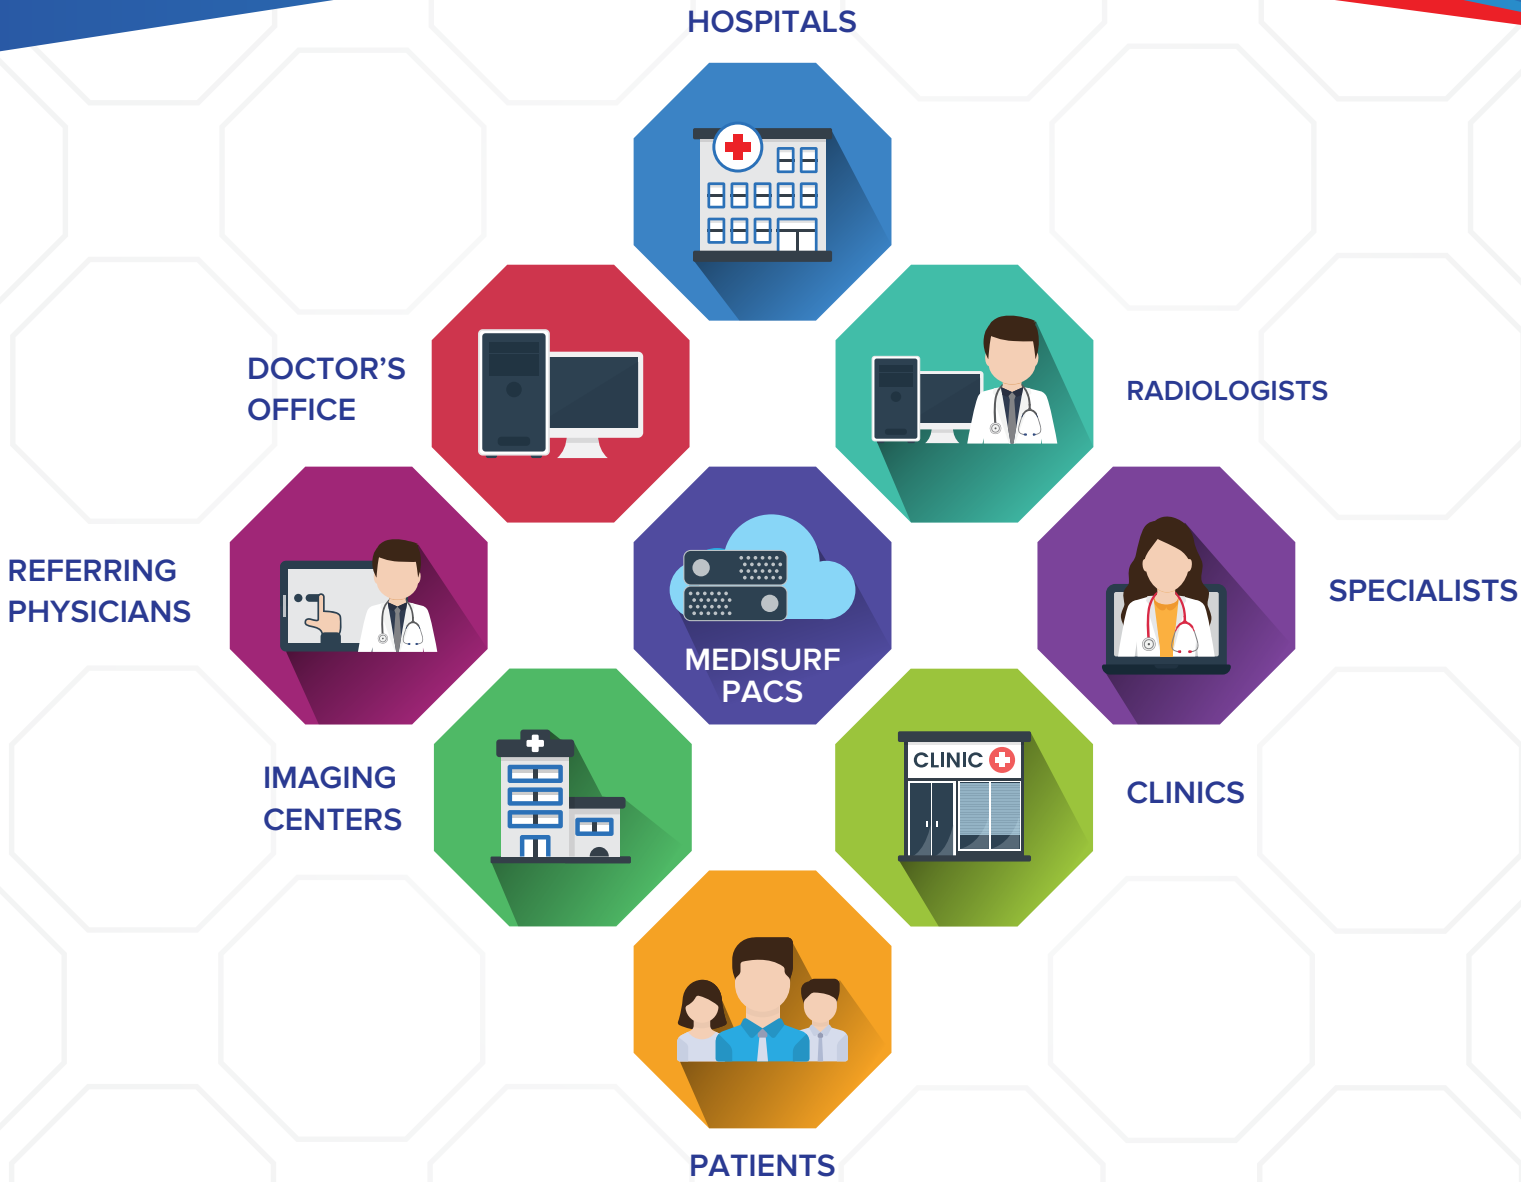 HOSPITALS
DOCTOR’S
OFFICE
RADIOLOGISTS
REFERRING
PHYSICIANS
MEDISURF
PACS
SPECIALISTS
IMAGING
CENTERS
CLINIC
CLINICS
PATIENTS